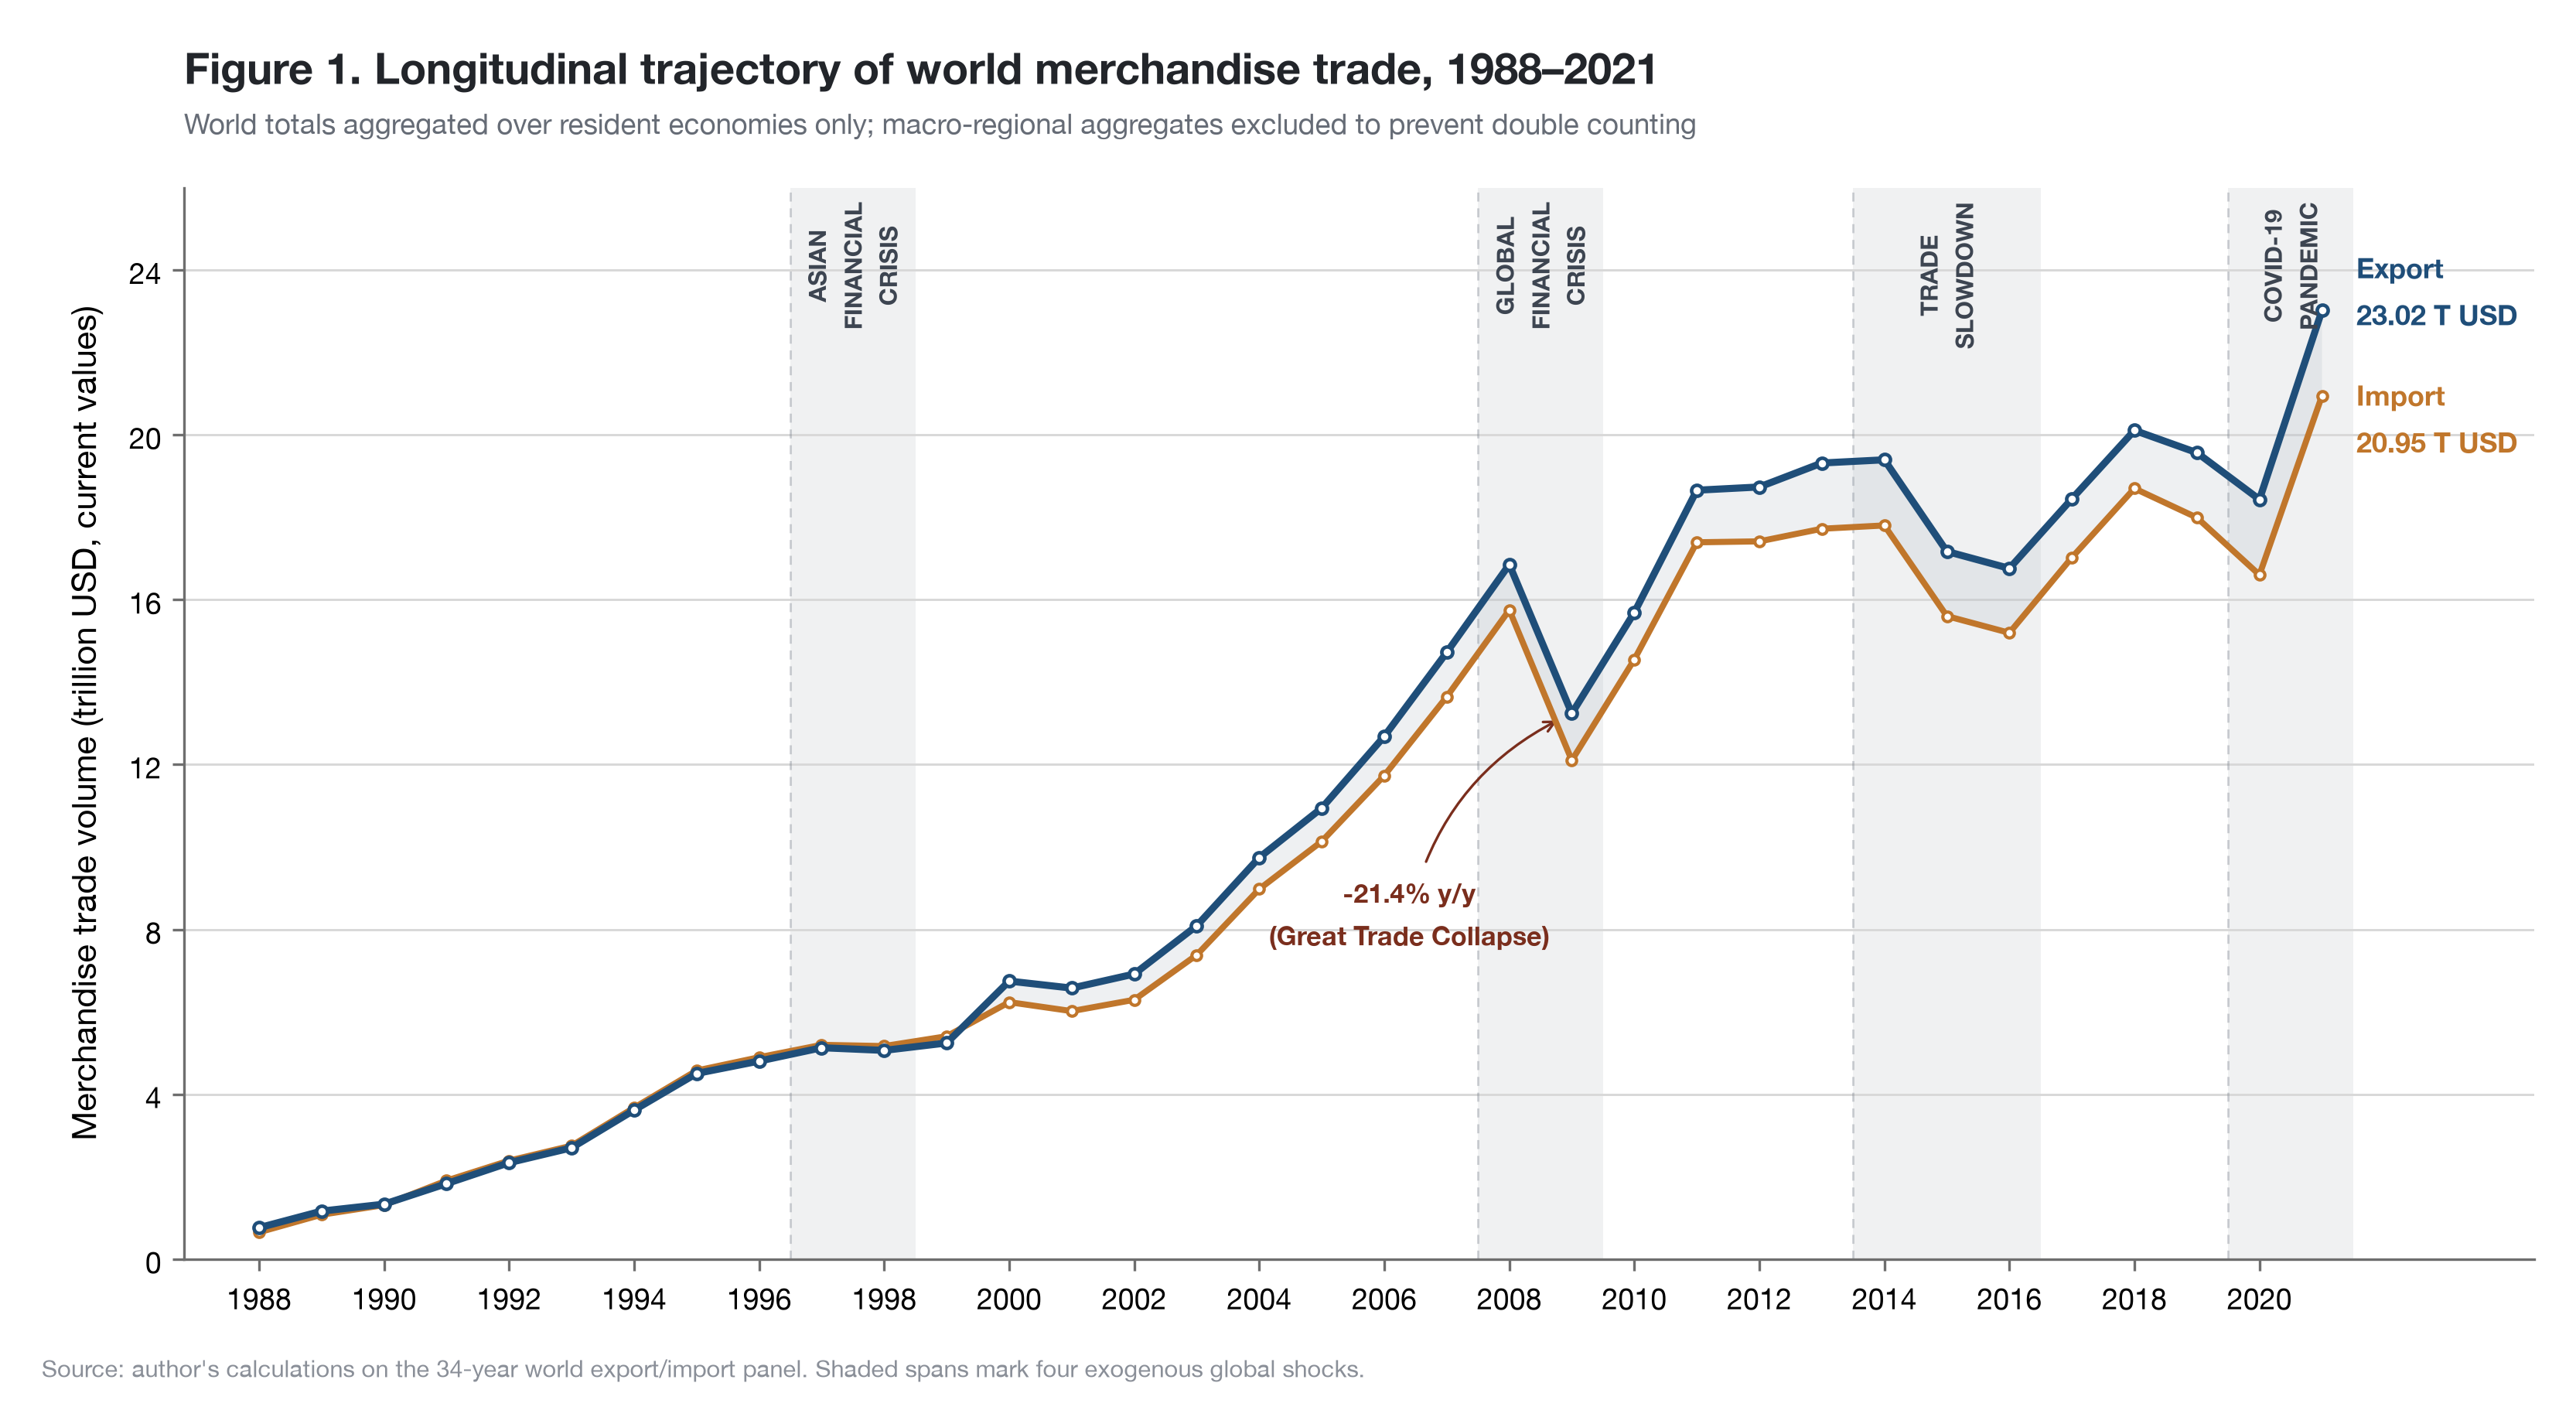 Figure 1. Longitudinal trajectory of world merchandise trade, 1988–2021
World totals aggregated over resident economies only; macro-regional aggregates excluded to prevent double counting
Merchandise trade volume (trillion USD, current values)
24
20
16
12
8
4
0
ASIAN
FINANCIAL
CRISIS
GLOBAL
FINANCIAL
CRISIS
TRADE
SLOWDOWN
COVID-19
PANDEMIC
Export
23.02 T USD
Import
20.95 T USD
-21.4% y/y
(Great Trade Collapse)
1988 1990 1992 1994 1996 1998 2000 2002 2004 2006 2008 2010 2012 2014 2016 2018 2020
Source: author's calculations on the 34-year world export/import panel. Shaded spans mark four exogenous global shocks.